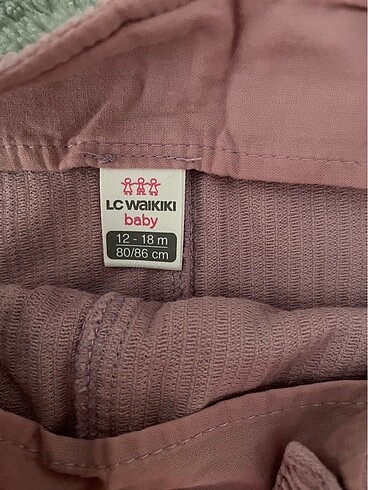 LC WAIKIKI
baby
12 - 18 m
80/86 cm